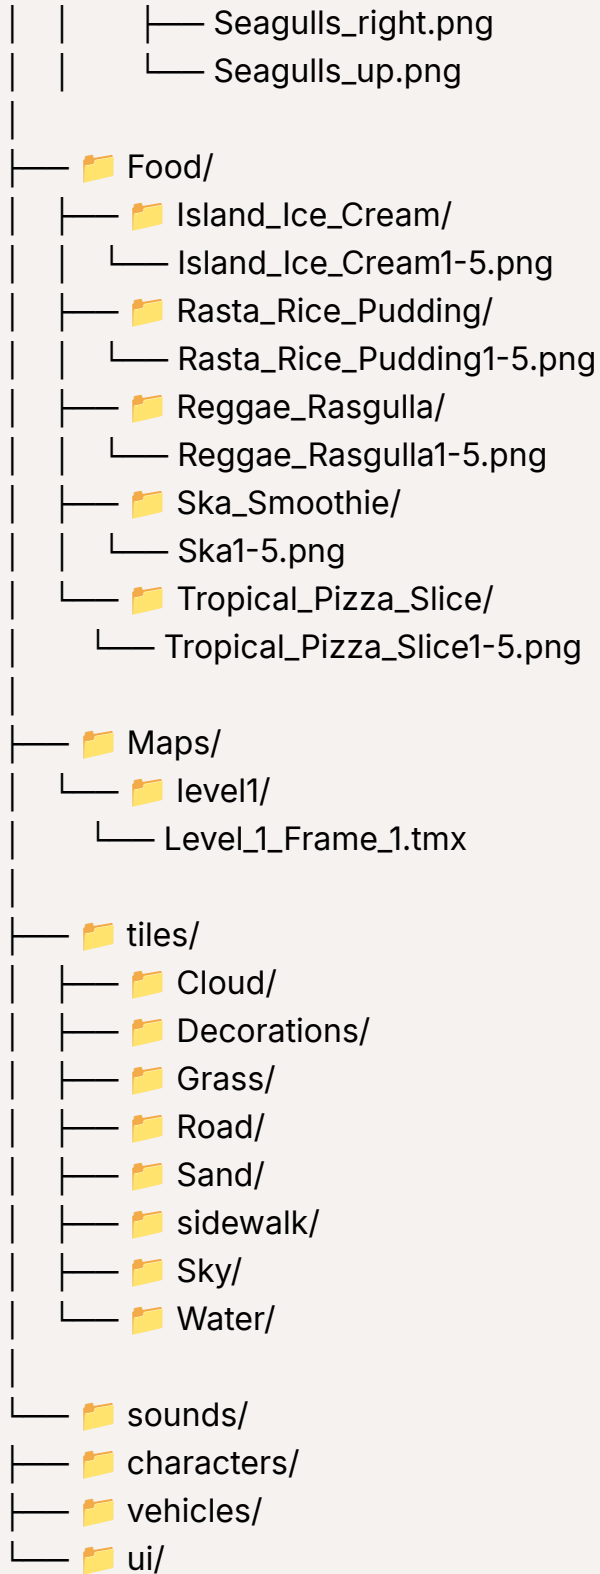 │   │       ├── Seagulls_right.png
│   │       └── Seagulls_up.png
│
├── 📁 Food/
│   ├── 📁 Island_Ice_Cream/
│   │   └── Island_Ice_Cream1-5.png
│   ├── 📁 Rasta_Rice_Pudding/
│   │   └── Rasta_Rice_Pudding1-5.png
│   ├── 📁 Reggae_Rasgulla/
│   │   └── Reggae_Rasgulla1-5.png
│   ├── 📁 Ska_Smoothie/
│   │   └── Ska1-5.png
│   └── 📁 Tropical_Pizza_Slice/
│       └── Tropical_Pizza_Slice1-5.png
│
├── 📁 Maps/
│   └── 📁 level1/
│       └── Level_1_Frame_1.tmx
│
├── 📁 tiles/
│   ├── 📁 Cloud/
│   ├── 📁 Decorations/
│   ├── 📁 Grass/
│   ├── 📁 Road/
│   ├── 📁 Sand/
│   ├── 📁 sidewalk/
│   ├── 📁 Sky/
│   └── 📁 Water/
│
└── 📁 sounds/
├── 📁 characters/
├── 📁 vehicles/
└── 📁 ui/